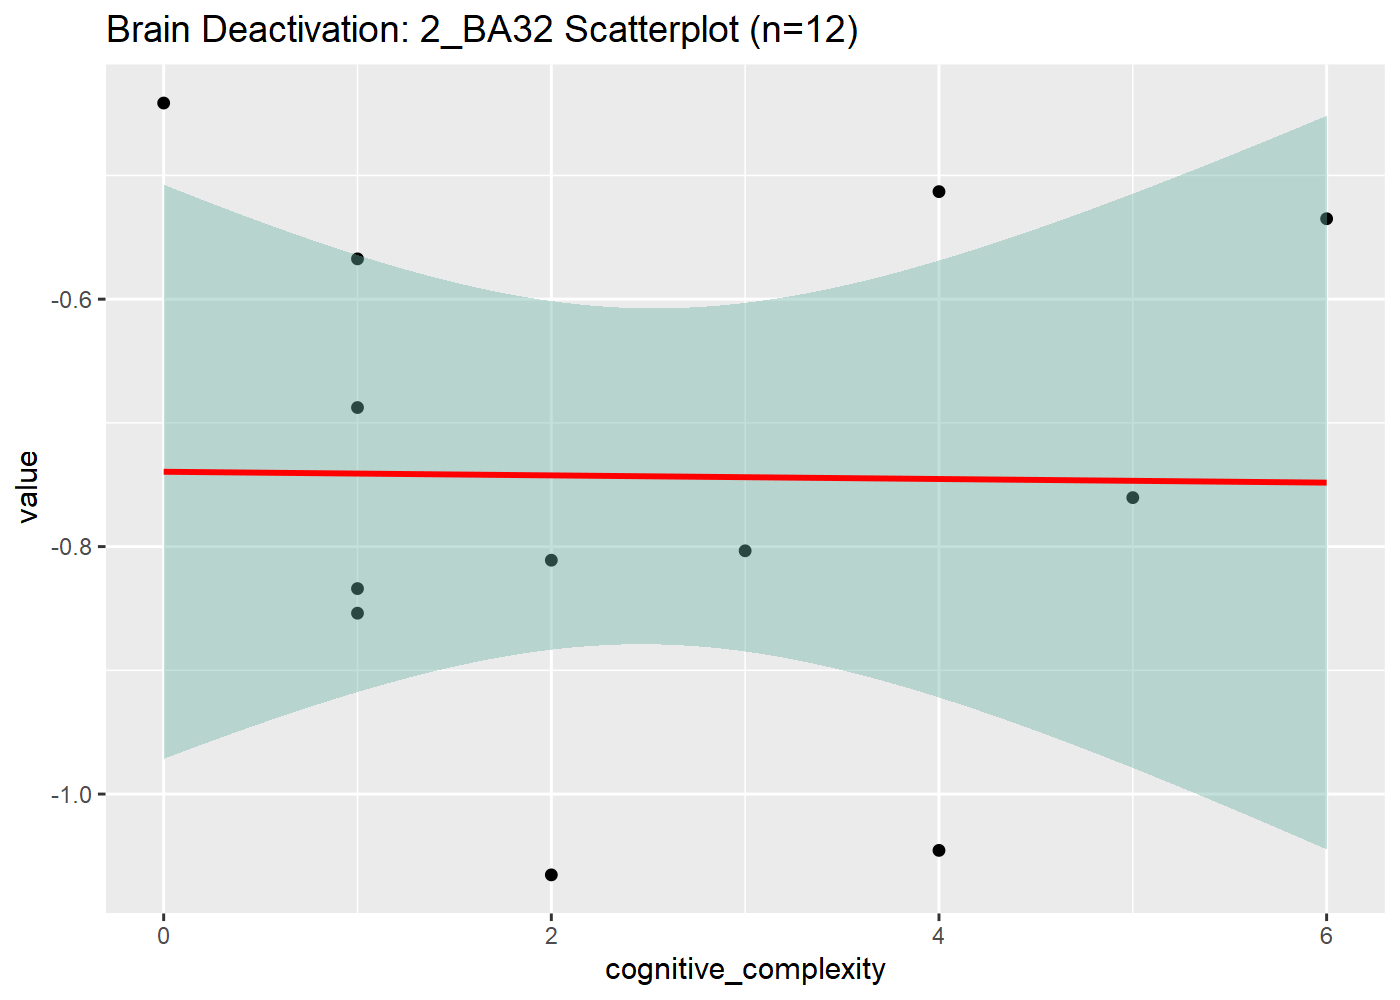 Brain Deactivation: 2_BA32 Scatterplot (n=12)
value
-0.6
-0.8
-1.0
0 2 4 6
cognitive_complexity